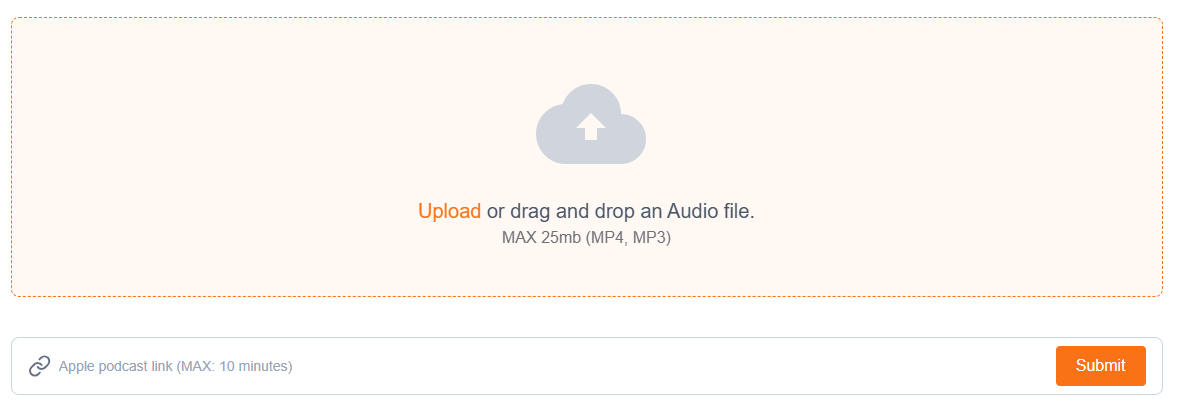 Upload or drag and drop an Audio file.
MAX 25mb (MP4, MP3)
Apple podcast link (MAX: 10 minutes)
Submit